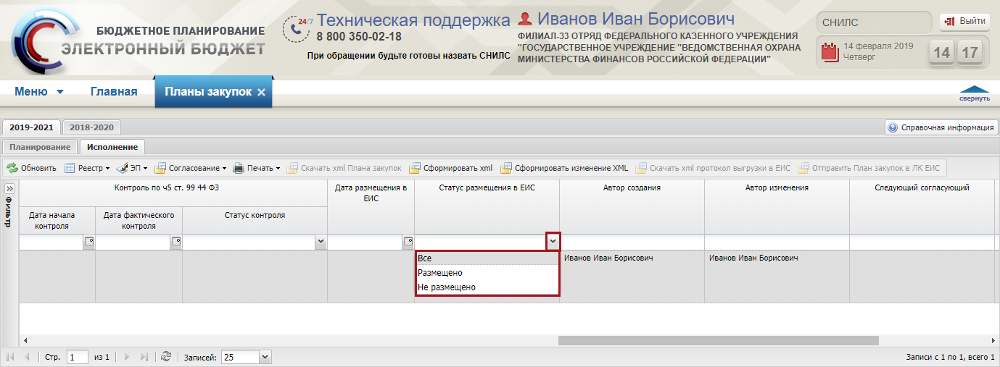 БЮДЖЕТНОЕ ПЛАНИРОВАНИЕ
ЭЛЕКТРОННЫЙ БЮДЖЕТ
24/7
Техническая поддержка
8 800 350-02-18
При обращении будьте готовы назвать СНИЛС
Иванов Иван Борисович
ФИЛИАЛ-33 ОТРЯД ФЕДЕРАЛЬНОГО КАЗЕННОГО УЧРЕЖДЕНИЯ
"ГОСУДАРСТВЕННОЕ УЧРЕЖДЕНИЕ "ВЕДОМСТВЕННАЯ ОХРАНА
МИНИСТЕРСТВА ФИНАНСОВ РОССИЙСКОЙ ФЕДЕРАЦИИ"
СНИЛС
Выйти
14 февраля 2019
Четверг
14 17
Меню Главная Планы закупок
свернуть
2019-2021 2018-2020
Справочная информация
Планирование Исполнение
Обновить Реестр ЭП Согласование Печать Скачать xml Плана закупок Сформировать xml Сформировать изменение XML Скачать xml протокол выгрузки в ЕИС Отправить План закупок в ЛК ЕИС
Фильтр
Контроль по ч5 ст. 99 44 ФЗ
Дата размещения в
ЕИС
Статус размещения в ЕИС
Автор создания
Автор изменения
Следующий согласующий
Дата начала
контроля
Дата фактического
контроля
Статус контроля
Все
Размещено
Не размещено
Иванов Иван Борисович
Иванов Иван Борисович
Стр. 1 из 1 Записей: 25
Записи с 1 по 1, всего 1